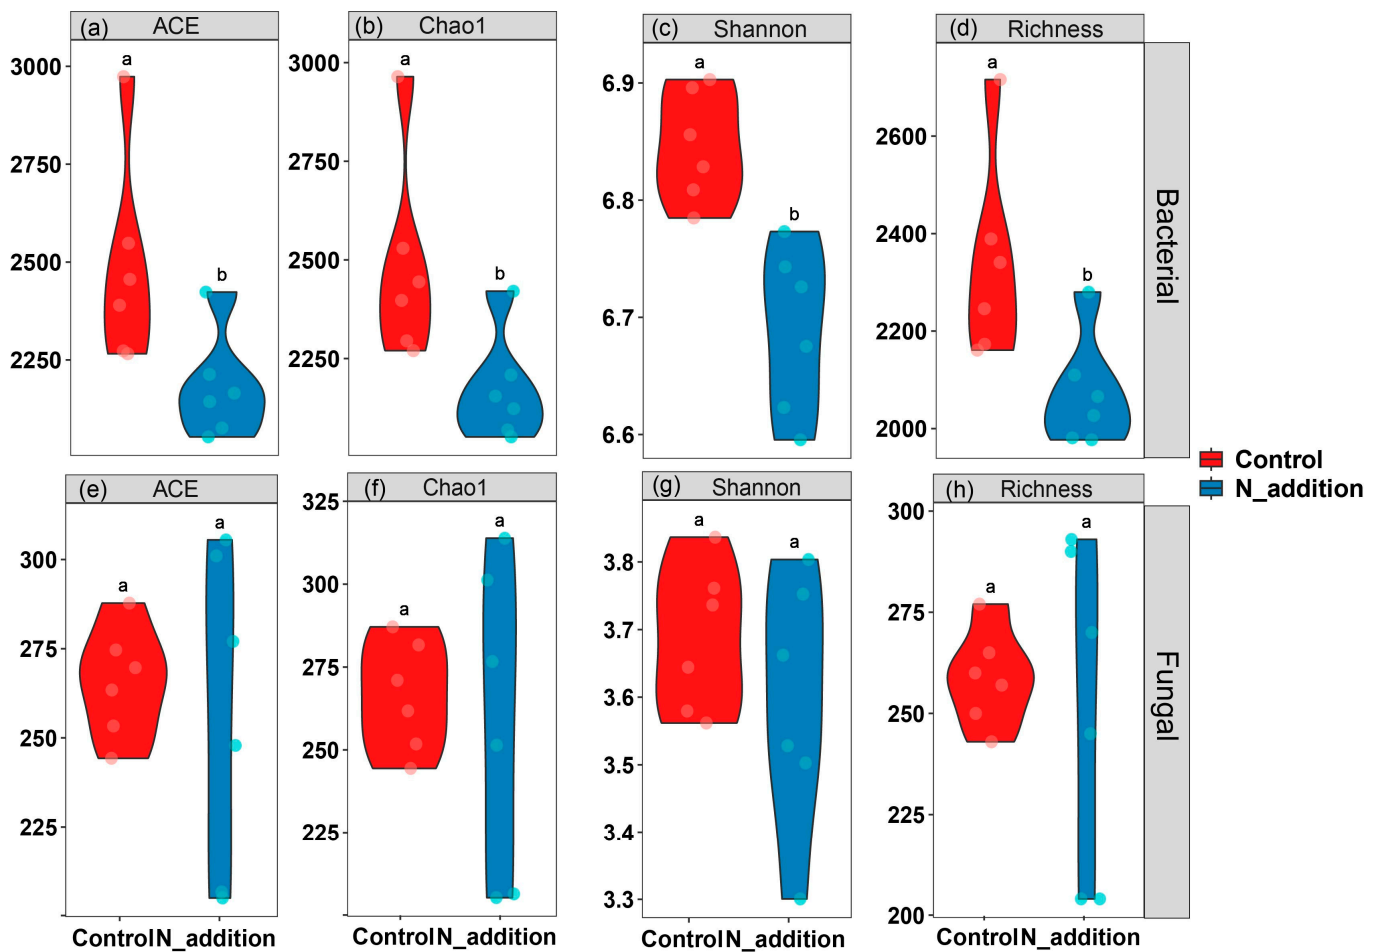 (a) ACE
3000
2750
2500
2250
a
b
(b) Chao1
3000
2750
2500
2250
a
b
(c) Shannon
6.9
6.8
6.7
6.6
a
b
(d) Richness
2600
2400
2200
2000
a
b
Bacterial
Control
N_addition
(e) ACE
300
275
250
225
a
a
ControlN_addition
(f) Chao1
325
300
275
250
225
a
a
ControlN_addition
(g) Shannon
3.8
3.7
3.6
3.5
3.4
3.3
a
a
ControlN_addition
(h) Richness
300
275
250
225
200
a
a
ControlN_addition
Fungal